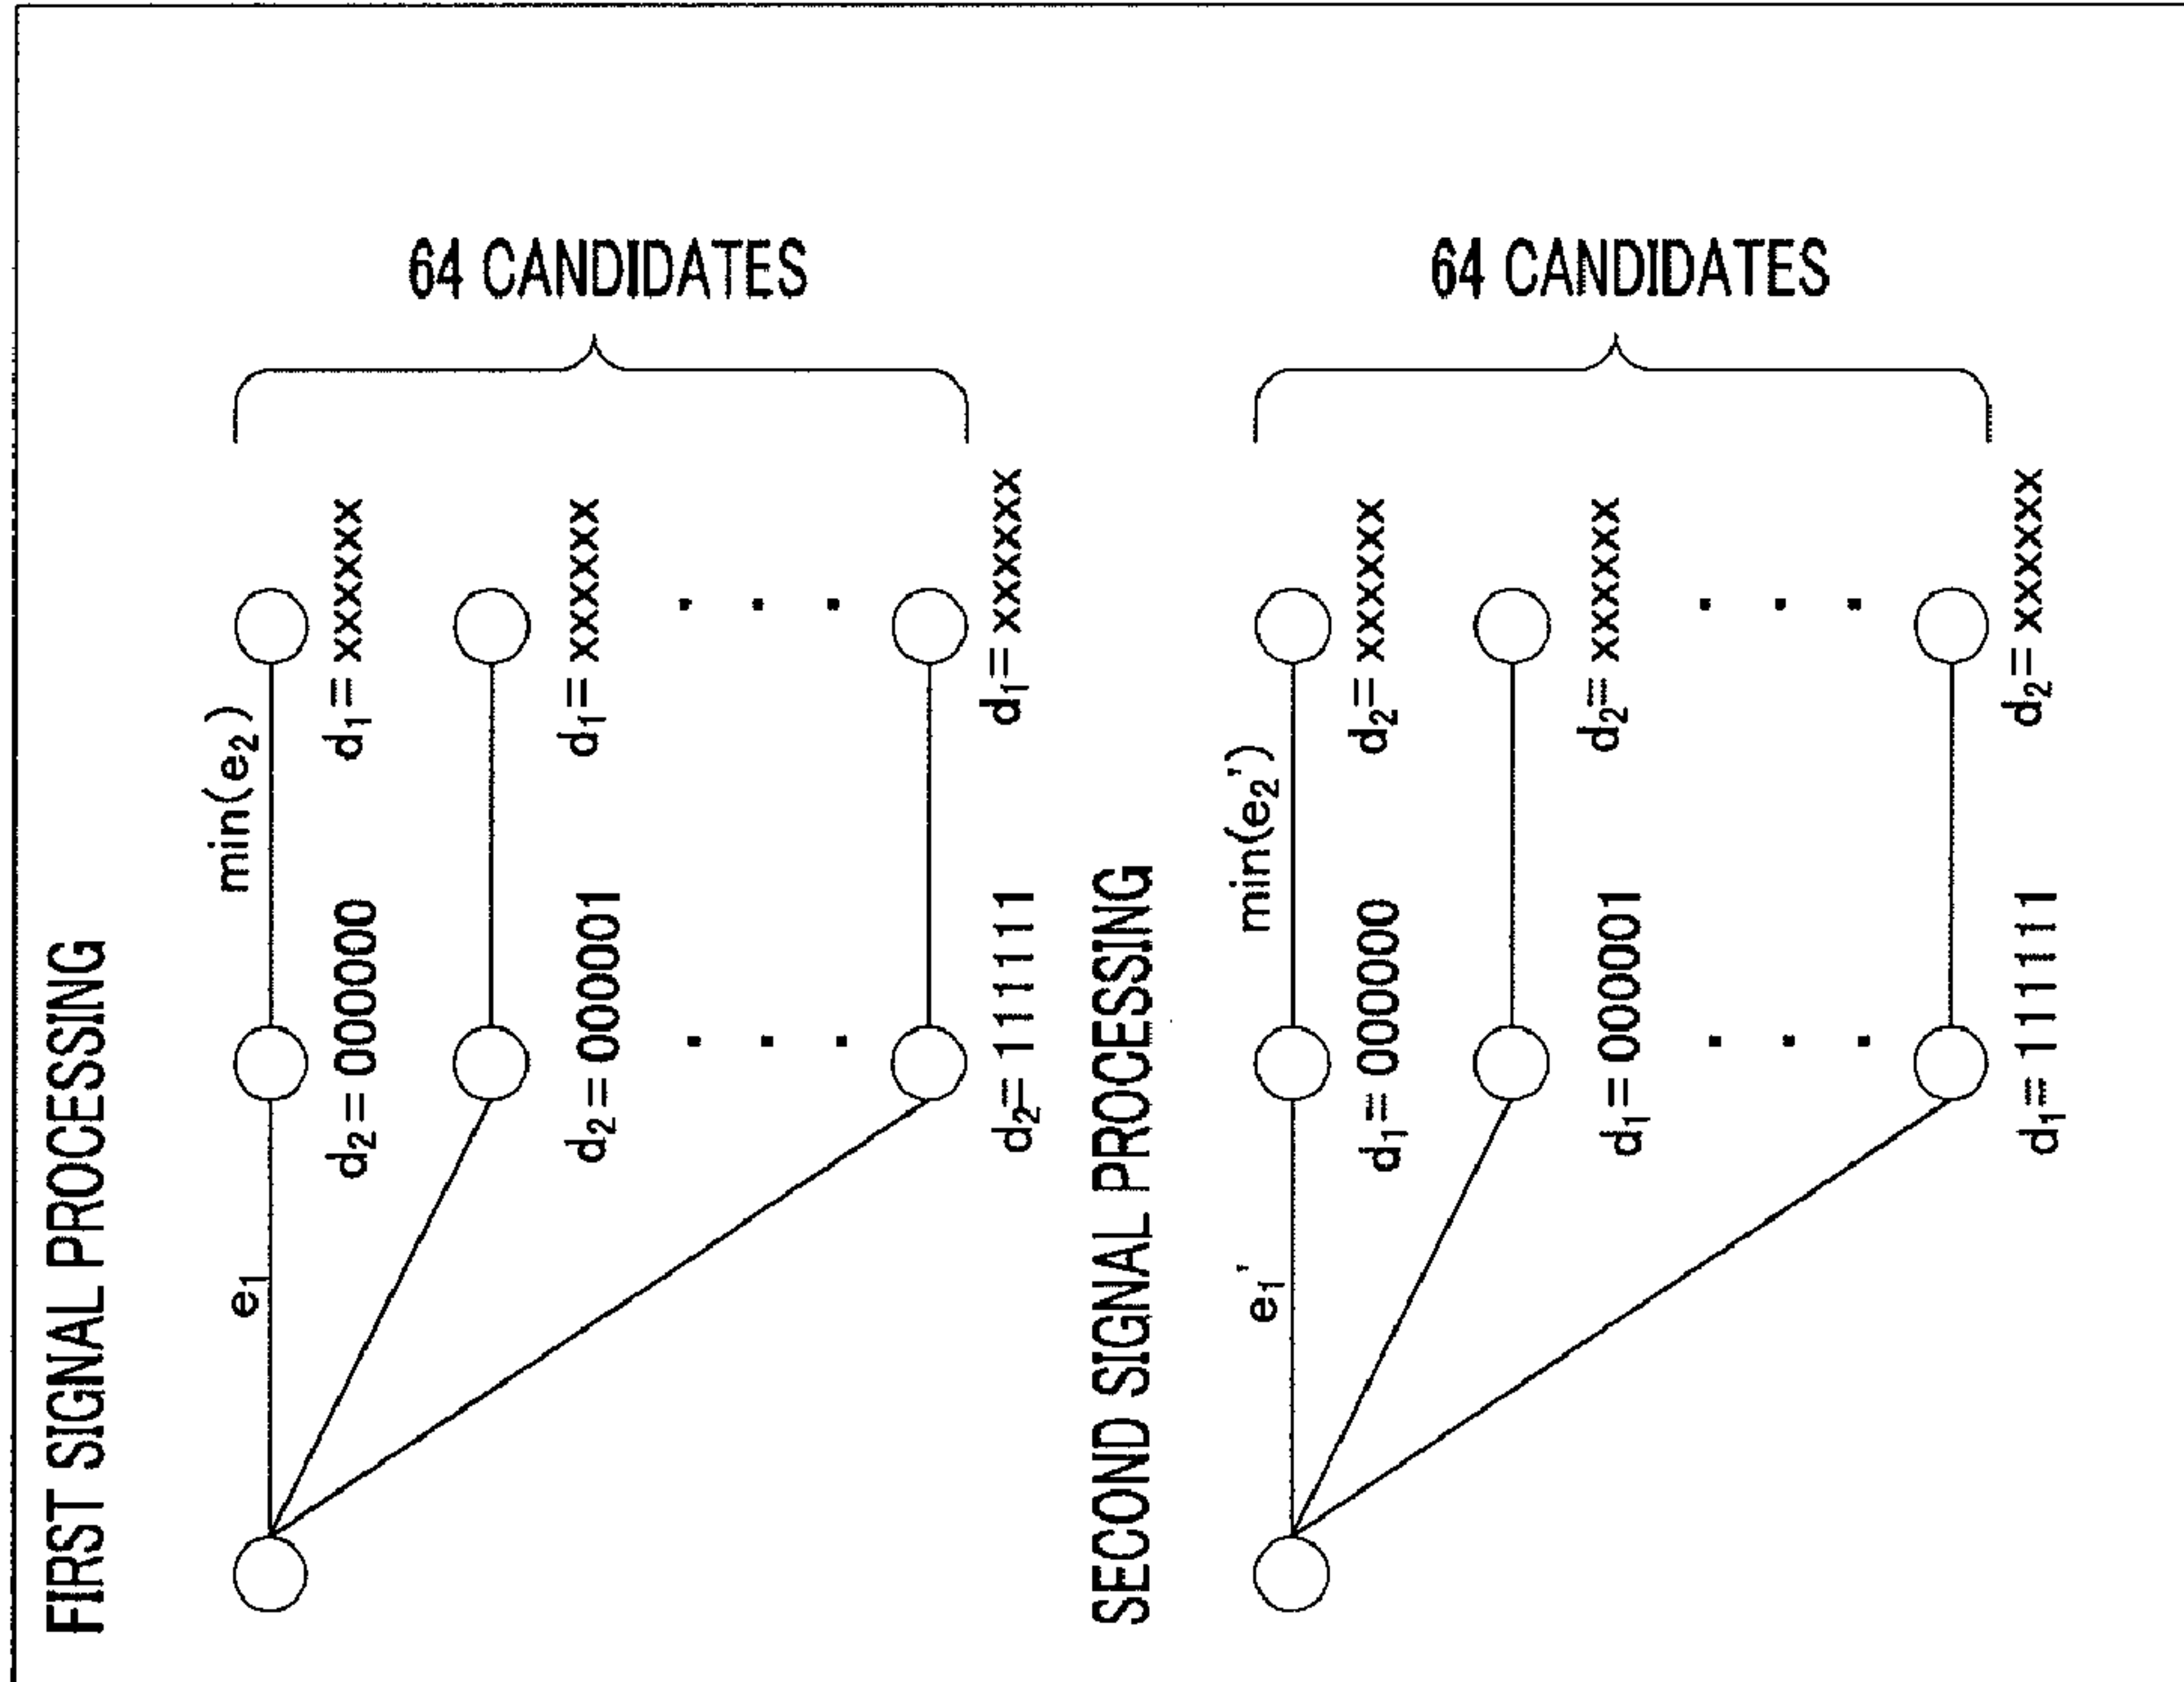 FIRST SIGNAL PROCESSING
e1
min(e2)
d2= 000000
d1= xxxxxx
d2= 000001
d1= xxxxxx
. . .
. . .
d2= 111111
d1= xxxxxx
64 CANDIDATES
SECOND SIGNAL PROCESSING
e1'
min(e2')
d1= 000000
d2= xxxxxx
d1= 000001
d2= xxxxxx
. . .
. . .
d1= 111111
d2= xxxxxx
64 CANDIDATES